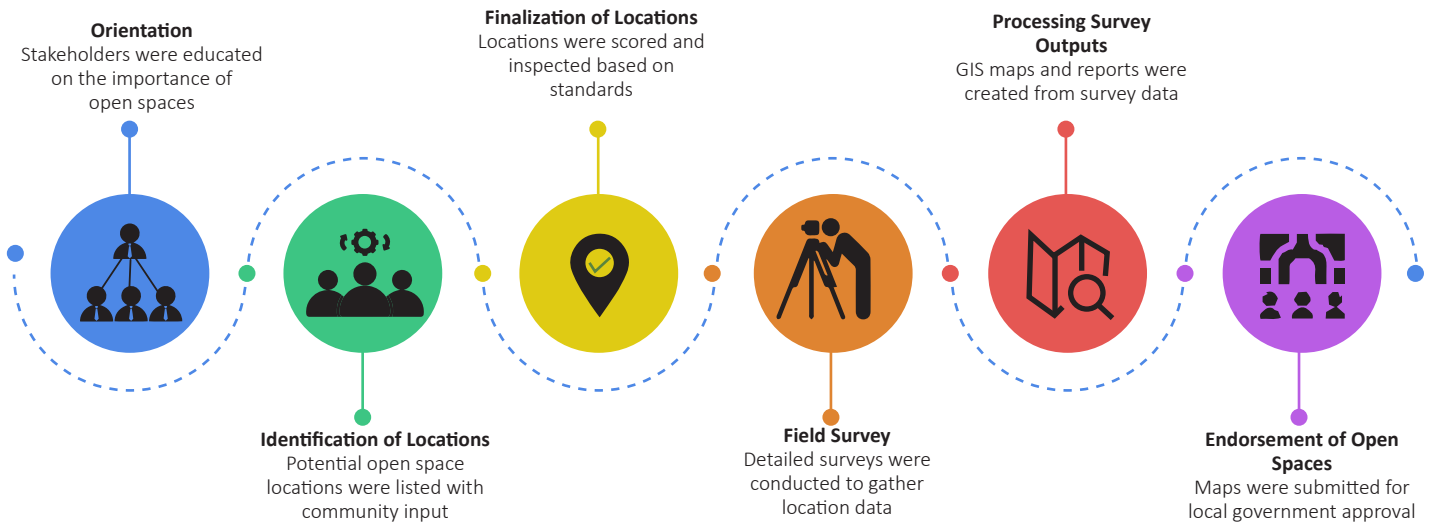 Orientation
Stakeholders were educated
on the importance of
open spaces
Identification of Locations
Potential open space
locations were listed with
community input
Finalization of Locations
Locations were scored and
inspected based on
standards
Field Survey
Detailed surveys were
conducted to gather
location data
Processing Survey
Outputs
GIS maps and reports were
created from survey data
Endorsement of Open
Spaces
Maps were submitted for
local government approval